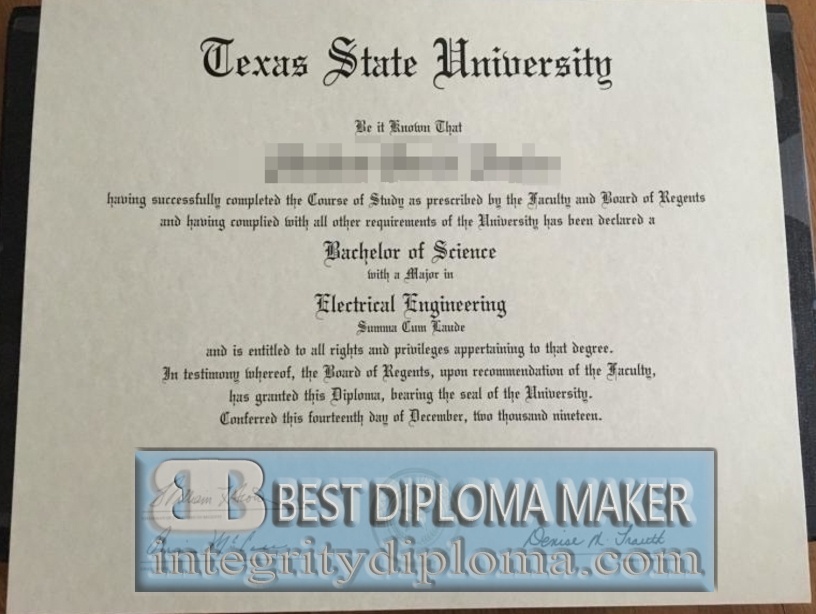 Texas State University
Be it Known That
having successfully completed the Course of Study as prescribed by the Faculty and Board of Regents
and having complied with all other requirements of the University has been declared a
Bachelor of Science
with a Major in
Electrical Engineering
Summa Cum Laude
and is entitled to all rights and privileges appertaining to that degree.
In testimony whereof, the Board of Regents, upon recommendation of the Faculty,
has granted this Diploma, bearing the seal of the University.
Conferred this fourteenth day of December, two thousand nineteen.
William
BB BEST DIPLOMA MAKER
Denise M. Trauth
integritydiploma.com